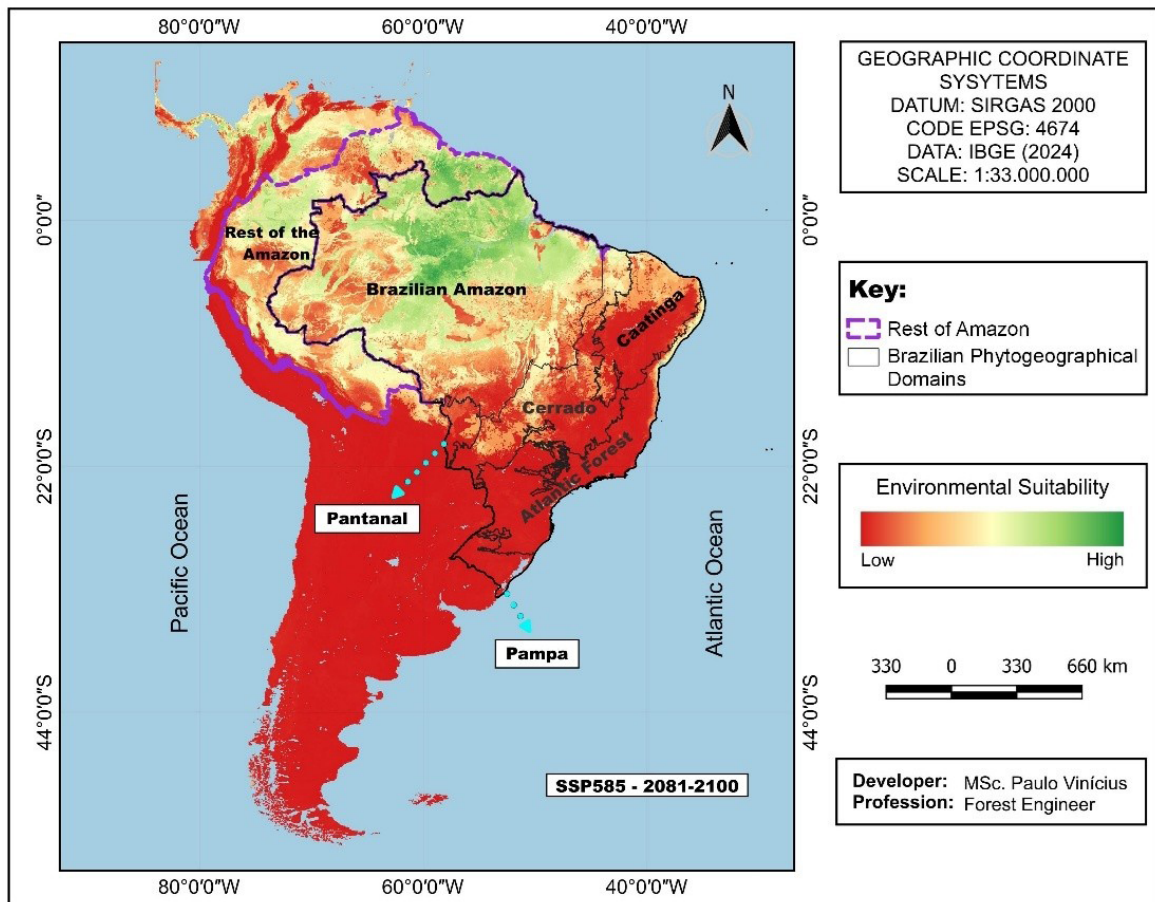 80°0′0″W
60°0′0″W
40°0′0″W
0°0′0″
22°0′0″S
44°0′0″S
0°0′0″
22°0′0″S
44°0′0″S
80°0′0″W
60°0′0″W
40°0′0″W
N
Rest of the
Amazon
Brazilian Amazon
Caatinga
Cerrado
Atlantic Forest
Pantanal
Pampa
Pacific Ocean
Atlantic Ocean
SSP585 - 2081-2100
GEOGRAPHIC COORDINATE
SYSYTEMS
DATUM: SIRGAS 2000
CODE EPSG: 4674
DATA: IBGE (2024)
SCALE: 1:33.000.000
Key:
Rest of Amazon
Brazilian Phytogeographical
Domains
Environmental Suitability
Low
High
330 0 330 660 km
Developer: MSc. Paulo Vinícius
Profession: Forest Engineer